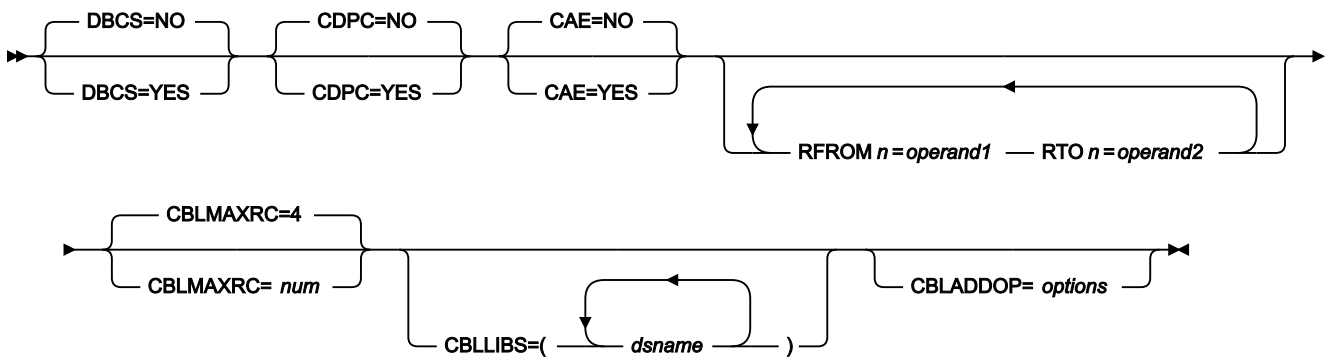 DBCS=NO CDPC=NO CAE=NO
DBCS=YES CDPC=YES CAE=YES
RFROM n = operand1 RTO n = operand2
CBLMAXRC=4
CBLMAXRC= num CBLADDOP= options
CBLLIBS=( dsname )